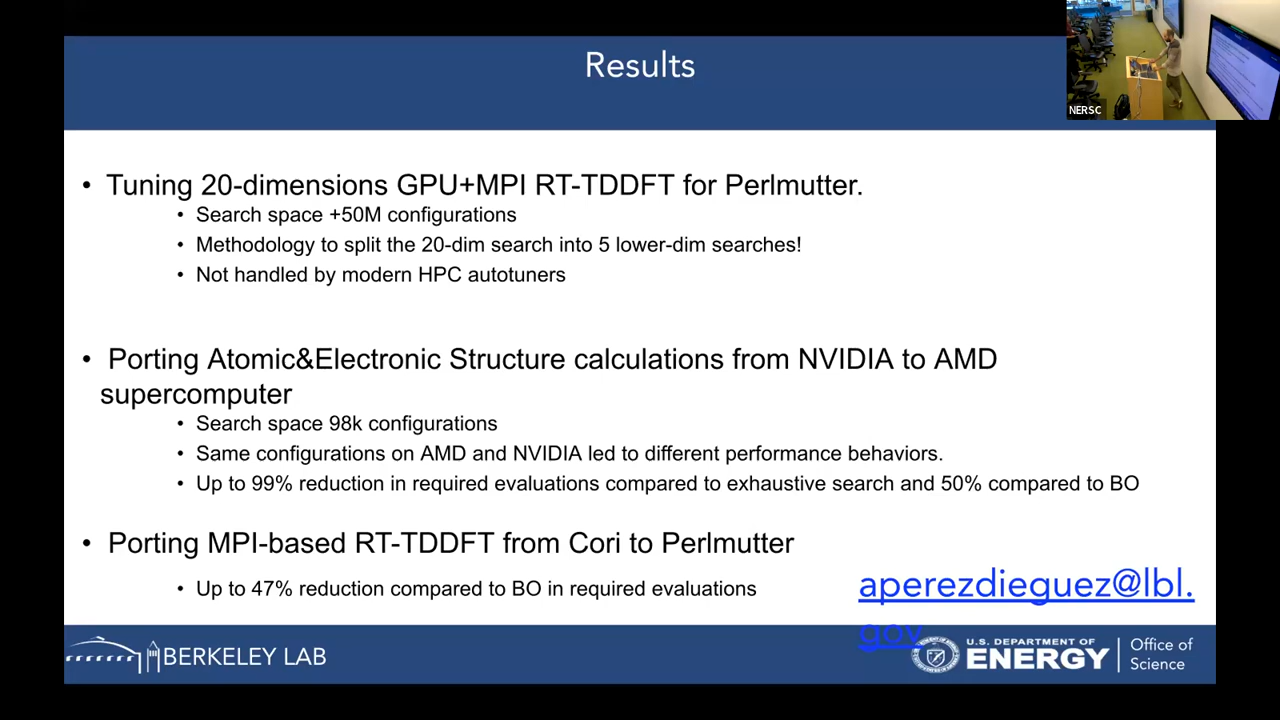 Results
NERSC
• Tuning 20-dimensions GPU+MPI RT-TDDFT for Perlmutter.
• Search space +50M configurations
• Methodology to split the 20-dim search into 5 lower-dim searches!
• Not handled by modern HPC autotuners
• Porting Atomic&Electronic Structure calculations from NVIDIA to AMD
supercomputer
• Search space 98k configurations
• Same configurations on AMD and NVIDIA led to different performance behaviors.
• Up to 99% reduction in required evaluations compared to exhaustive search and 50% compared to BO
• Porting MPI-based RT-TDDFT from Cori to Perlmutter
• Up to 47% reduction compared to BO in required evaluations
aperezdieguez@lbl.
gov
BERKELEY LAB
U.S. DEPARTMENT OF
ENERGY
Office of
Science